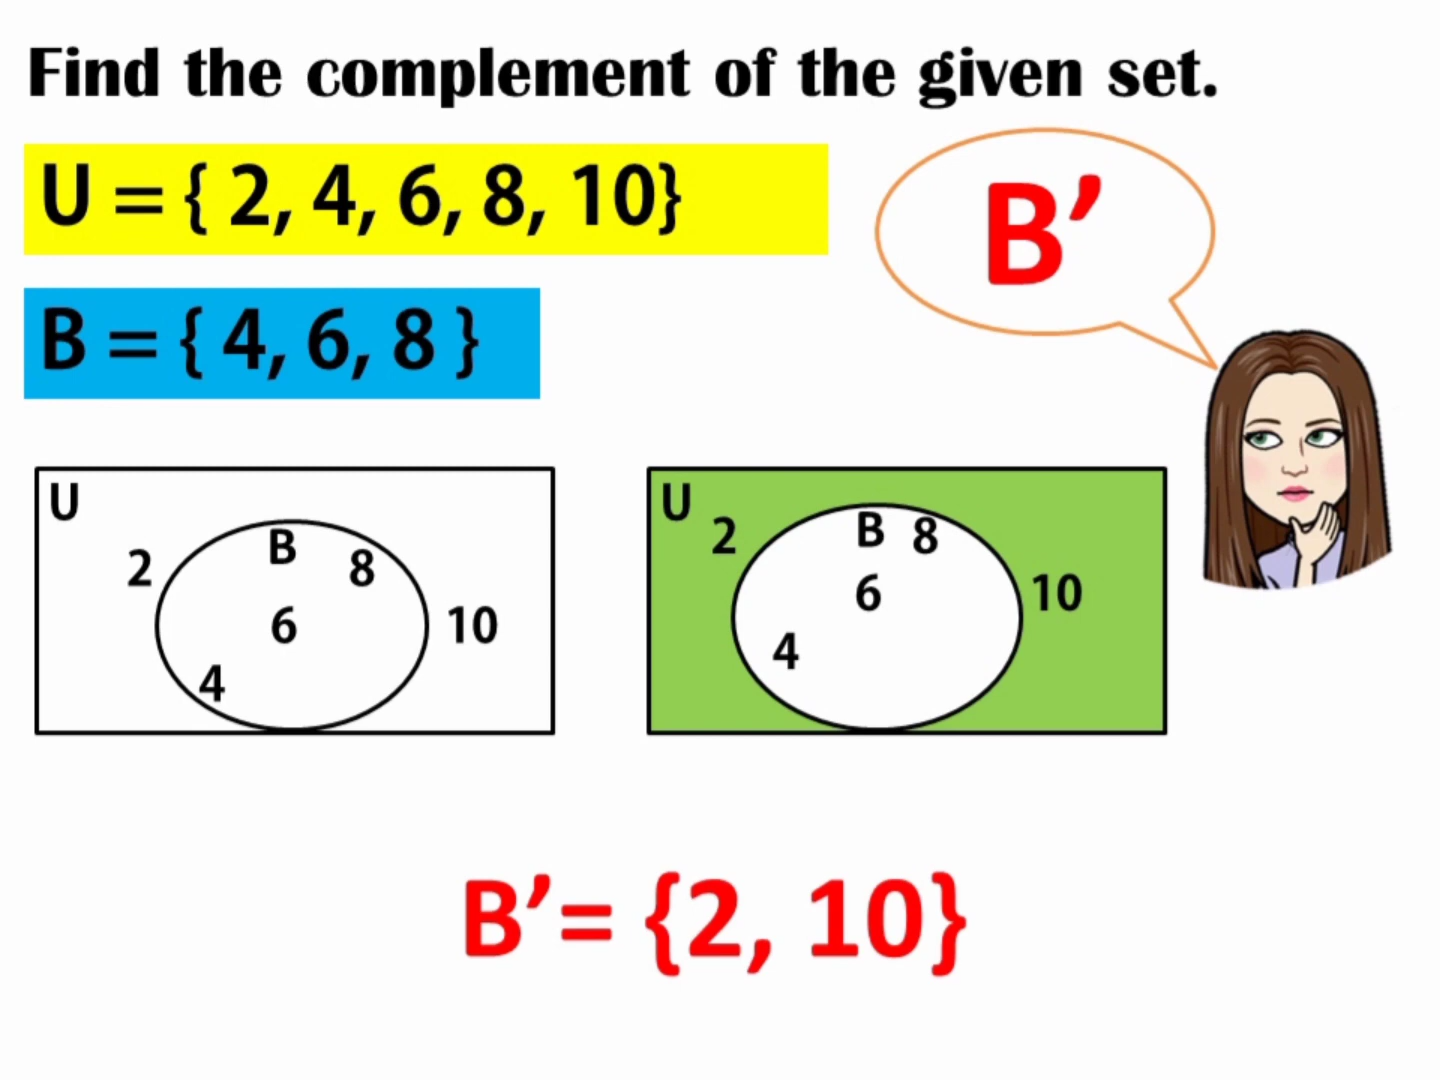 Find the complement of the given set.
U = { 2, 4, 6, 8, 10}
B’
B = { 4, 6, 8 }
U
B
2
8
6
10
4
U
B
8
2
6
10
4
B’= {2, 10}